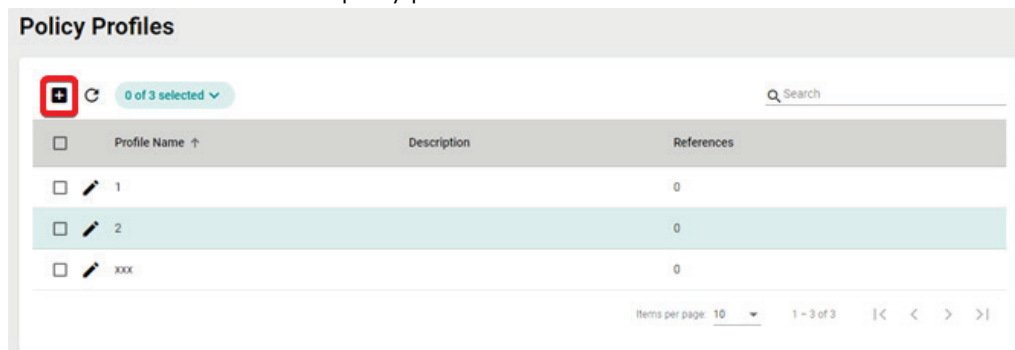 Policy Profiles
0 of 3 selected
Search
Profile Name ↑ Description References
1 0
2 0
xxx 0
Items per page: 10 1 – 3 of 3